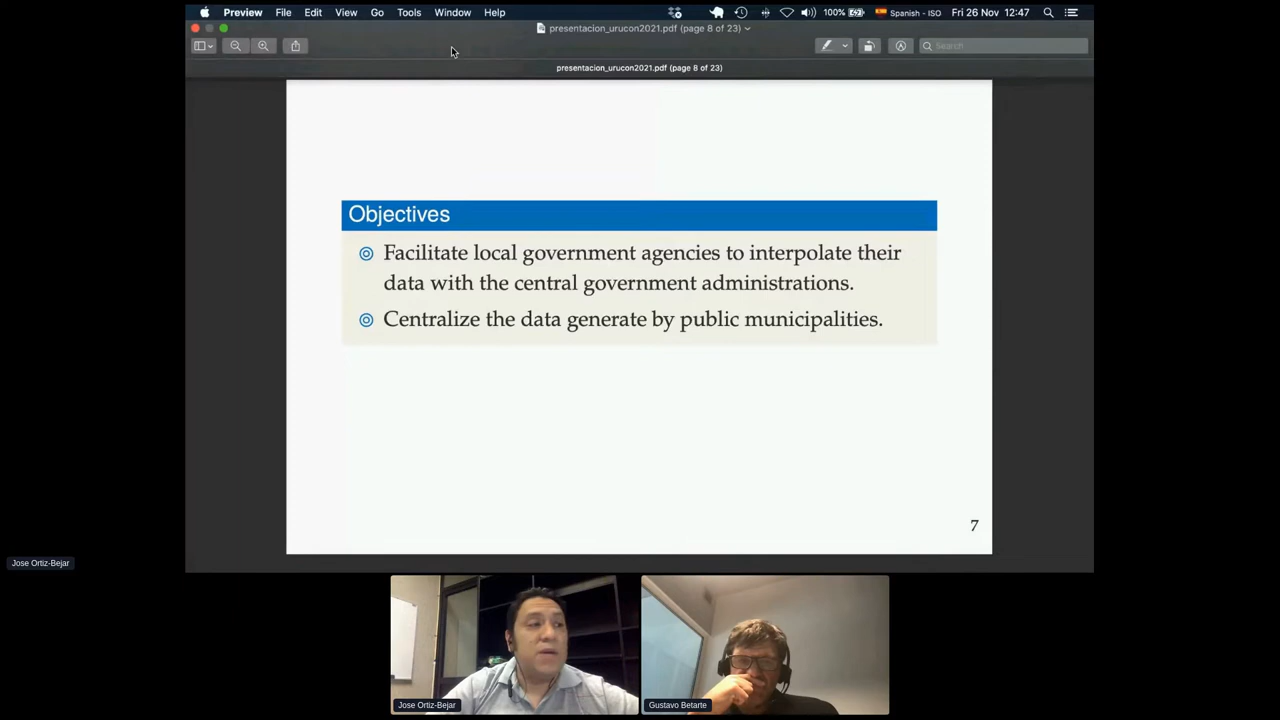 Preview File Edit View Go Tools Window Help 100% Spanish - ISO Fri 26 Nov 12:47
presentacion_urucon2021.pdf (page 8 of 23)
Search
presentacion_urucon2021.pdf (page 8 of 23)
Objectives
Facilitate local government agencies to interpolate their
data with the central government administrations.
Centralize the data generate by public municipalities.
7
Jose Ortiz-Bejar
Jose Ortiz-Bejar
Gustavo Betarte